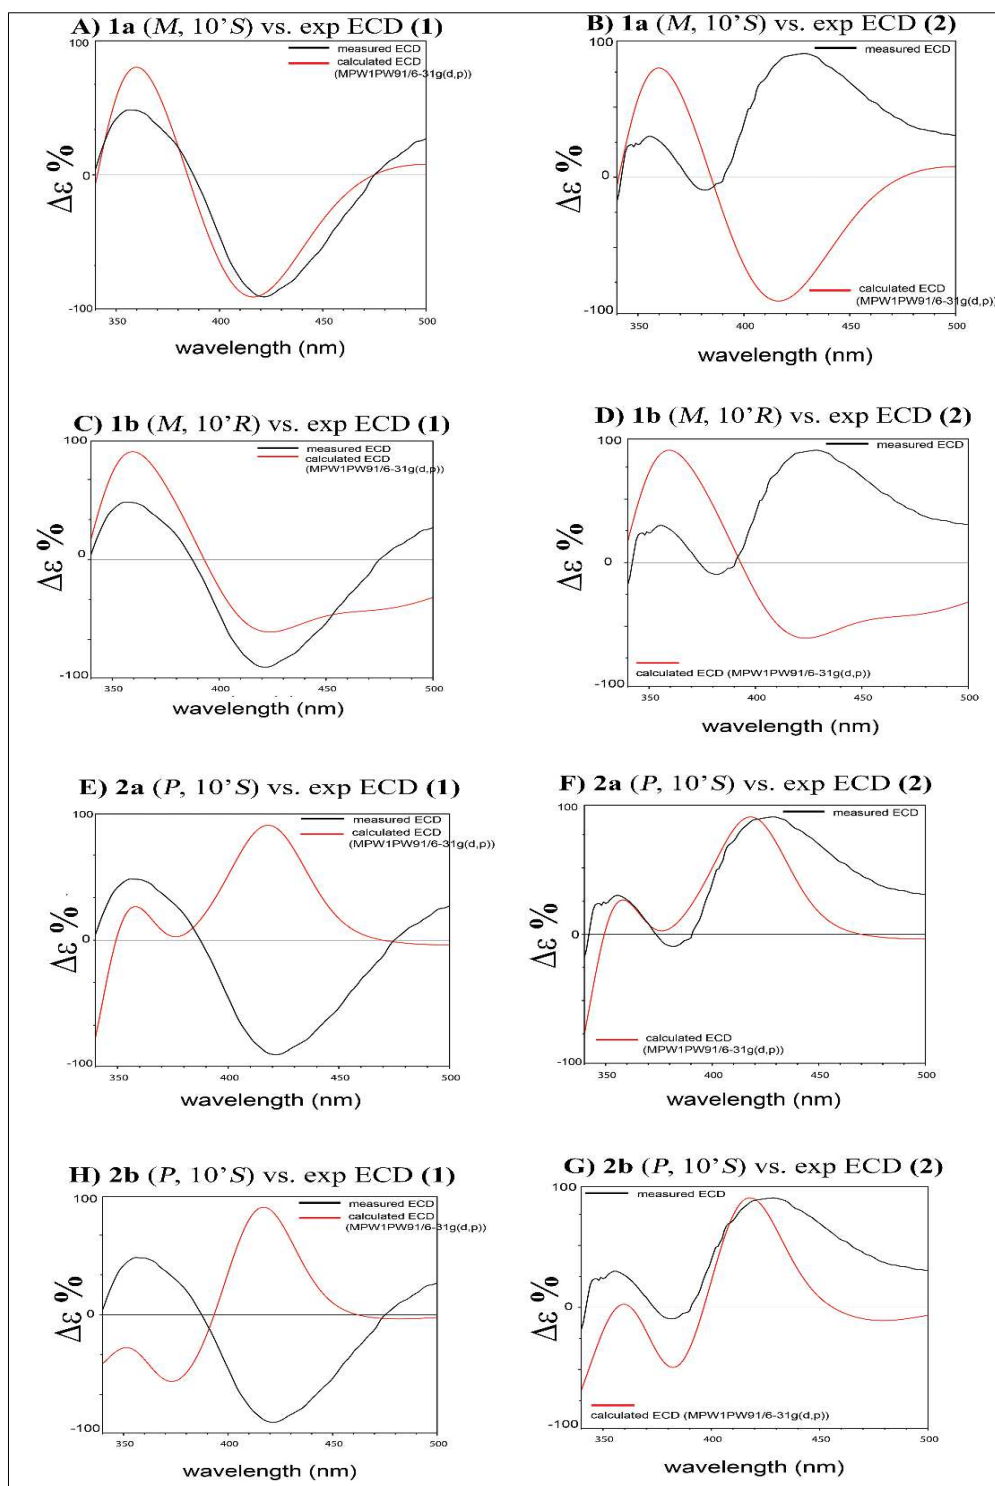 A) 1a (M, 10’S) vs. exp ECD (1)
measured ECD
calculated ECD
(MPW1PW91/6-31g(d,p))
100
0
-100
Δε %
350
400
450
500
wavelength (nm)
B) 1a (M, 10’S) vs. exp ECD (2)
measured ECD
100
0
-100
Δε %
calculated ECD
(MPW1PW91/6-31g(d,p))
350
400
450
500
wavelength (nm)
C) 1b (M, 10’R) vs. exp ECD (1)
measured ECD
calculated ECD
(MPW1PW91/6-31g(d,p))
100
0
-100
Δε %
350
400
450
500
wavelength (nm)
D) 1b (M, 10’R) vs. exp ECD (2)
measured ECD
100
0
-100
Δε %
calculated ECD (MPW1PW91/6-31g(d,p))
350
400
450
500
wavelength (nm)
E) 2a (P, 10’S) vs. exp ECD (1)
measured ECD
calculated ECD
(MPW1PW91/6-31g(d,p))
100
0
-100
Δε %
350
400
450
500
wavelength (nm)
F) 2a (P, 10’S) vs. exp ECD (2)
measured ECD
100
0
-100
Δε %
calculated ECD
(MPW1PW91/6-31g(d,p))
350
400
450
500
wavelength (nm)
H) 2b (P, 10’S) vs. exp ECD (1)
measured ECD
calculated ECD
(MPW1PW91/6-31g(d,p))
100
0
-100
Δε %
350
400
450
500
wavelength (nm)
G) 2b (P, 10’S) vs. exp ECD (2)
measured ECD
100
0
-100
Δε %
calculated ECD (MPW1PW91/6-31g(d,p))
350
400
450
500
wavelength (nm)